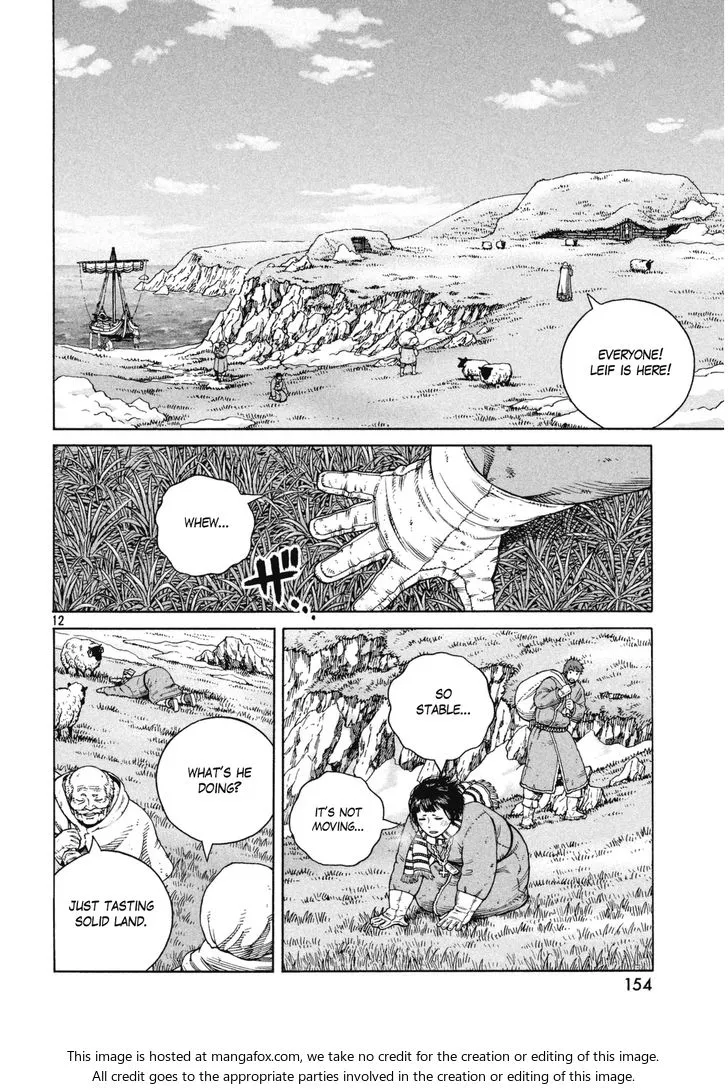 EVERYONE!
LEIF IS HERE!
WHEW...
ザ...
12
SO
STABLE...
IT'S NOT
MOVING...
WHAT'S HE
DOING?
JUST TASTING
SOLID LAND.
154
This image is hosted at mangafox.com, we take no credit for the creation or editing of this image.
All credit goes to the appropriate parties involved in the creation or editing of this image.